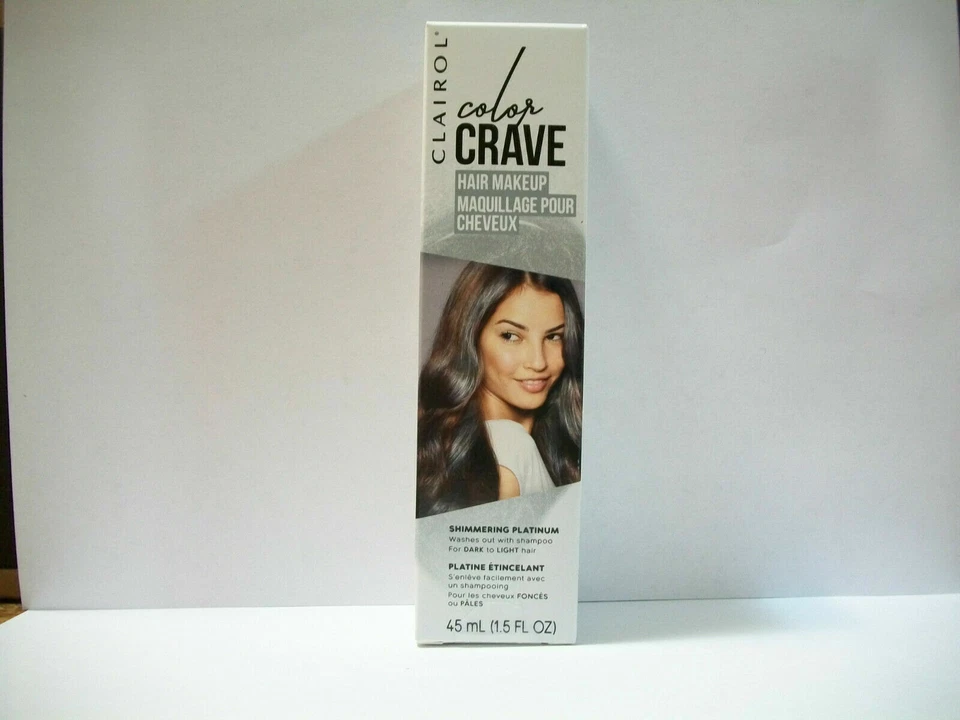 CLAIROL®
color
CRAVE
HAIR MAKEUP
MAQUILLAGE POUR
CHEVEUX
SHIMMERING PLATINUM
Washes out with shampoo
For DARK to LIGHT hair
PLATINE ÉTINCELANT
S'enlève facilement avec
un shampooing
Pour les cheveux FONCÉS
ou PÂLES
45 mL (1.5 FL OZ)